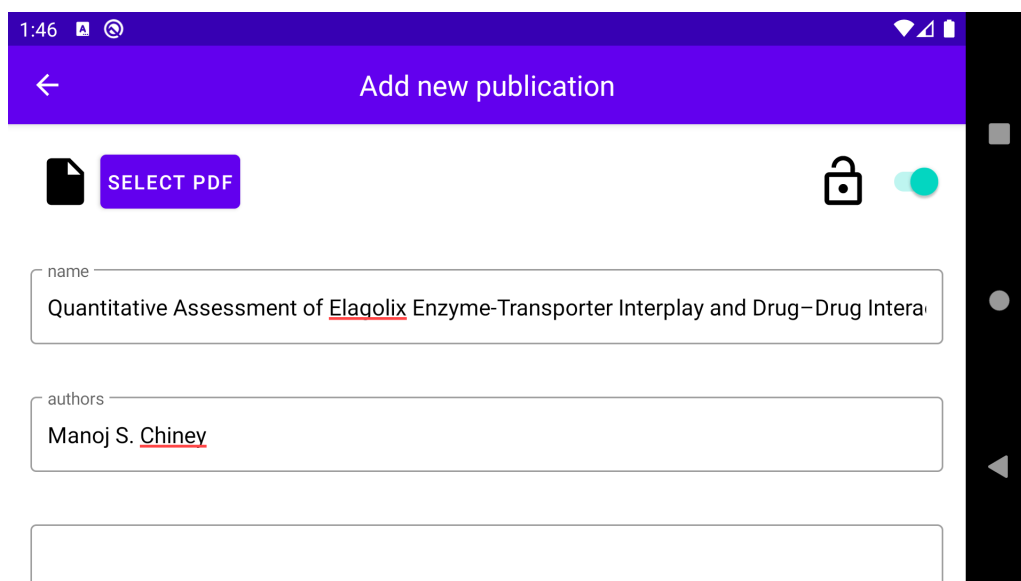 1:46
Add new publication
SELECT PDF
name
Quantitative Assessment of Elagolix Enzyme-Transporter Interplay and Drug–Drug Intera
authors
Manoj S. Chiney